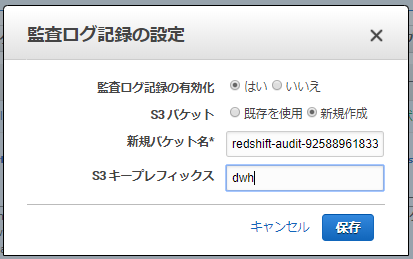 監査ログ記録の設定
監査ログ記録の有効化 はい いいえ
S3 バケット 既存を使用 新規作成
新規バケット名* redshift-audit-92588961833
S3 キープレフィックス dwh
キャンセル 保存